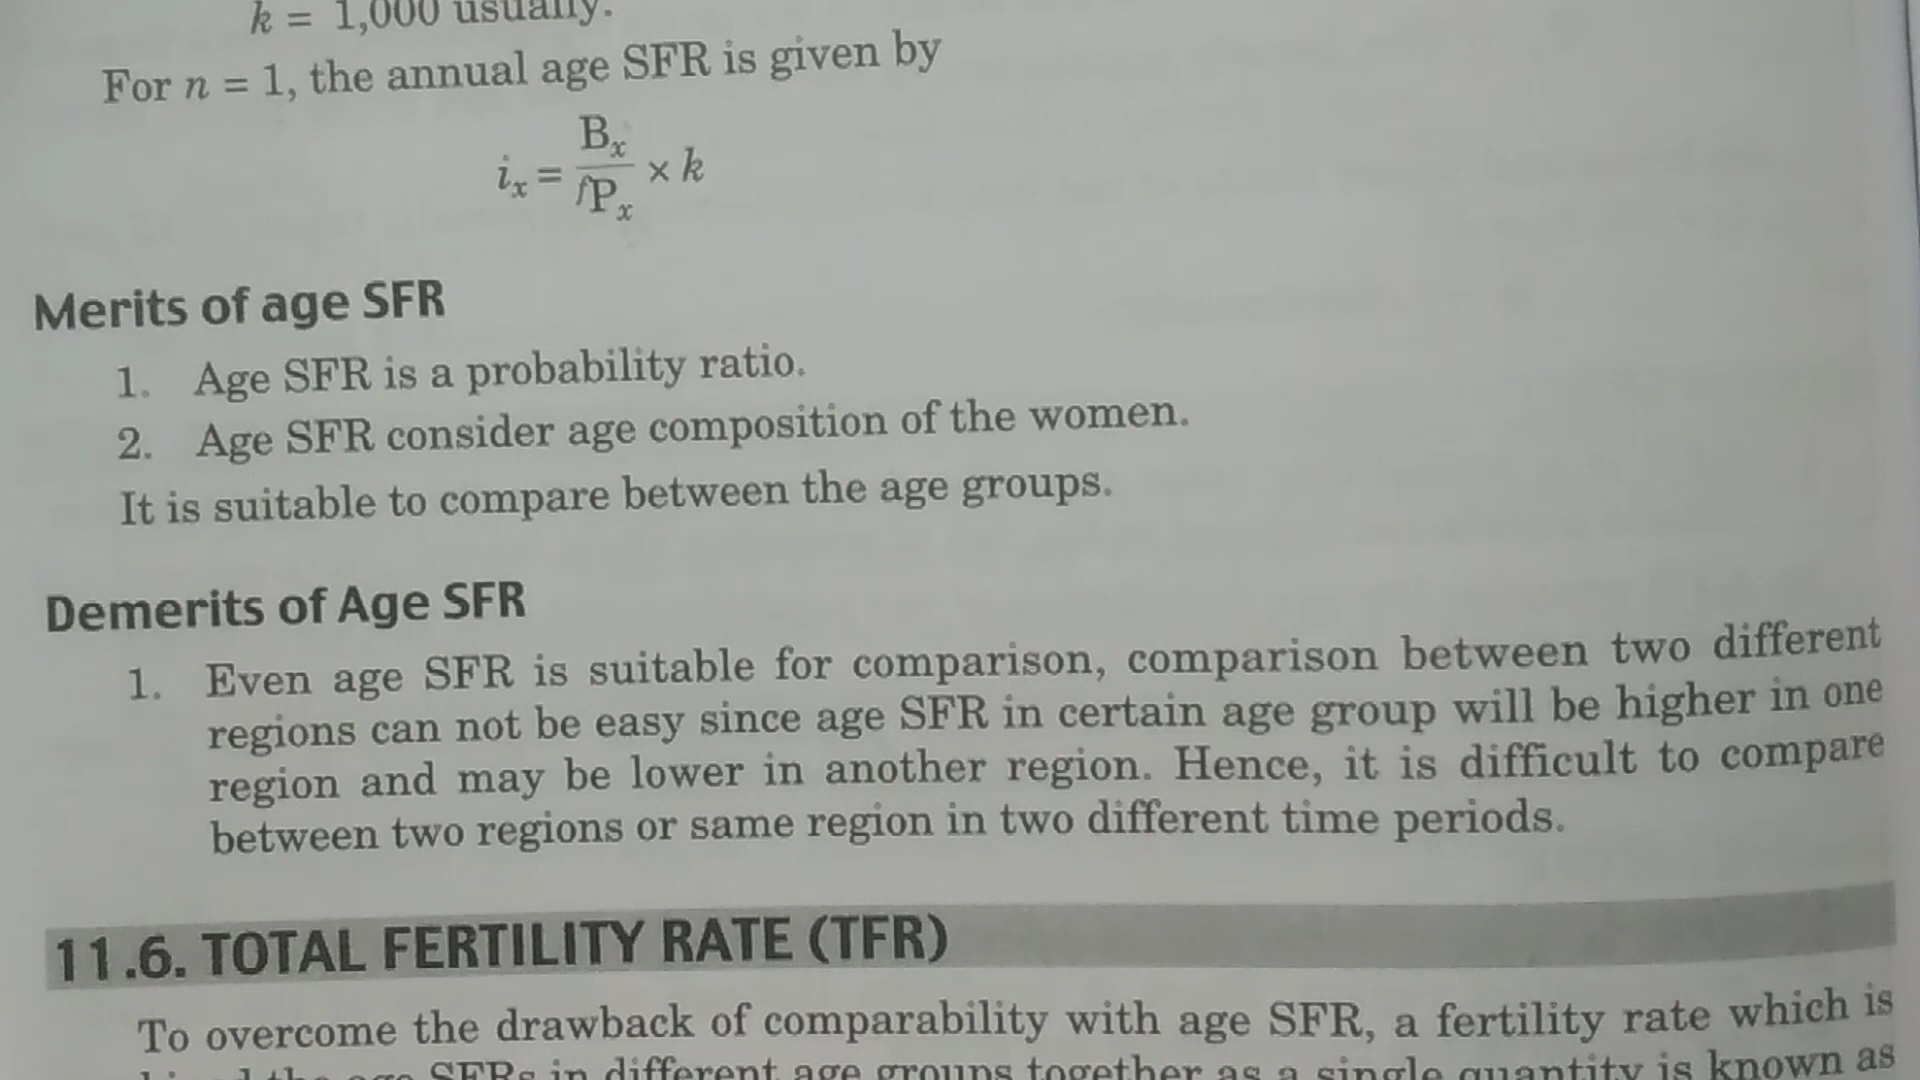 k = 1,000 usually.
For n = 1, the annual age SFR is given by
iₓ = Bₓ / ᶠPₓ × k
Merits of age SFR
1. Age SFR is a probability ratio.
2. Age SFR consider age composition of the women.
It is suitable to compare between the age groups.
Demerits of Age SFR
1. Even age SFR is suitable for comparison, comparison between two different
regions can not be easy since age SFR in certain age group will be higher in one
region and may be lower in another region. Hence, it is difficult to compare
between two regions or same region in two different time periods.
11.6. TOTAL FERTILITY RATE (TFR)
To overcome the drawback of comparability with age SFR, a fertility rate which is
the age SFRs in different age groups together as a single quantity is known as